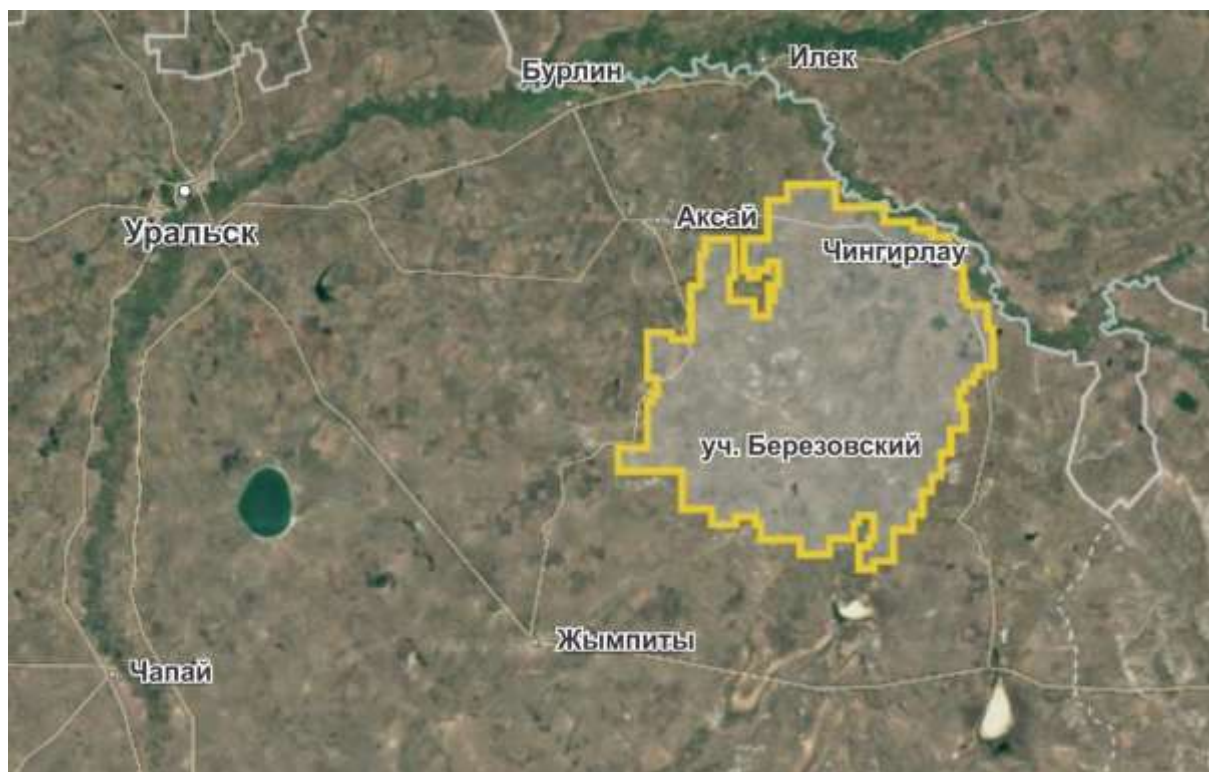 Илек
Бурлин
Аксай
Уральск
Чингирлау
уч. Березовский
Жымпиты
Чапай